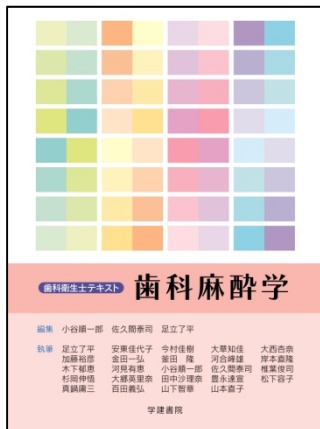 歯科衛生士テキスト 歯科麻酔学
編集 小谷順一郎 佐久間泰司 足立了平
執筆 足立了平 安東佳代子 今村佳樹 大草知佳 大西杏奈
加藤裕彦 金田一弘 釜田 隆 河合峰雄 岸本直隆
木下郁恵 河見有恵 小谷順一郎 佐久間泰司 椎葉俊司
杉岡伸悟 大郷英里奈 田中沙理奈 豊永達宣 松下容子
真鍋庸三 百田義弘 山下智章 山本直子
学建書院